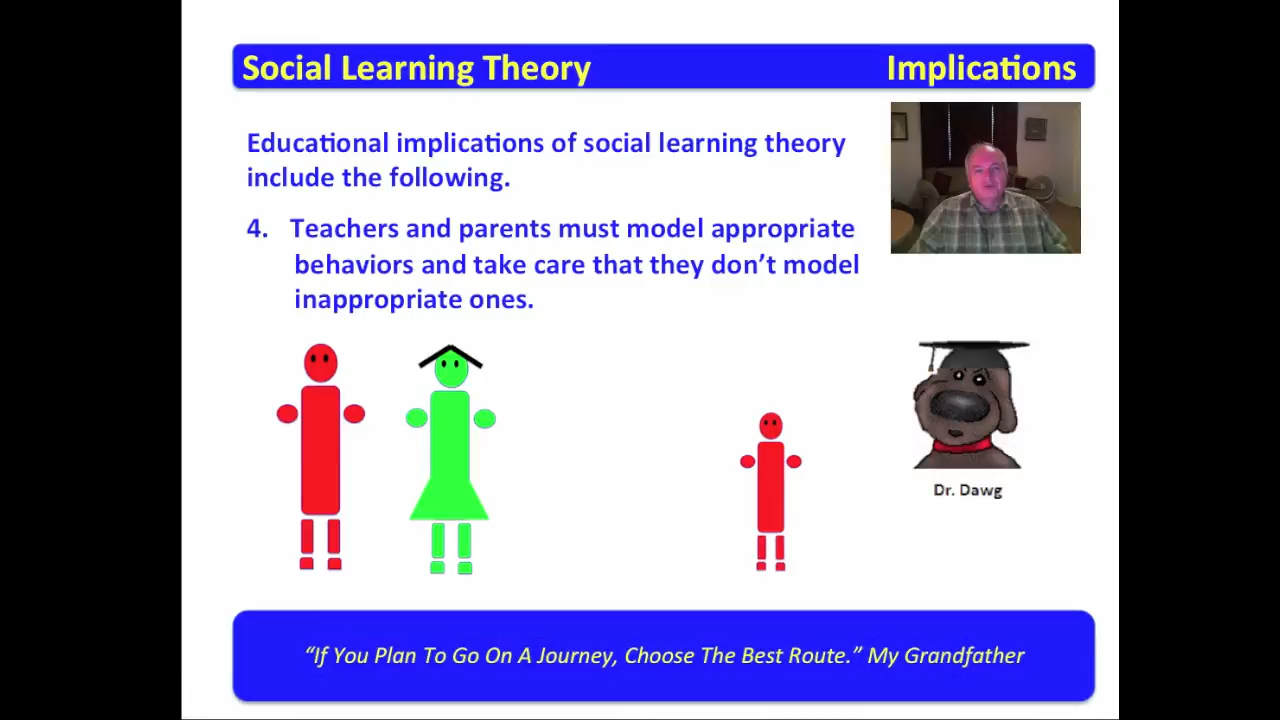 Social Learning Theory Implications
Educational implications of social learning theory
include the following.
4. Teachers and parents must model appropriate
behaviors and take care that they don’t model
inappropriate ones.
Dr. Dawg
“If You Plan To Go On A Journey, Choose The Best Route.” My Grandfather